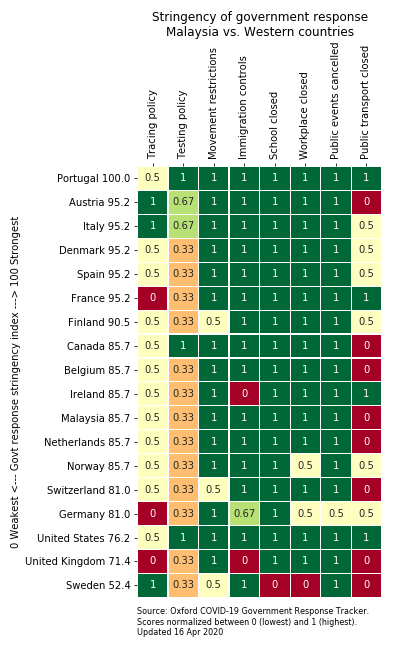 Stringency of government response
Malaysia vs. Western countries
Tracing policy
Testing policy
Movement restrictions
Immigration controls
School closed
Workplace closed
Public events cancelled
Public transport closed
0 Weakest <--- Govt response stringency index ---> 100 Strongest
Portugal 100.0 0.5 1 1 1 1 1 1 1
Austria 95.2 1 0.67 1 1 1 1 1 0
Italy 95.2 1 0.67 1 1 1 1 1 0.5
Denmark 95.2 0.5 0.33 1 1 1 1 1 0.5
Spain 95.2 0.5 0.33 1 1 1 1 1 0.5
France 95.2 0 0.33 1 1 1 1 1 1
Finland 90.5 0.5 0.33 0.5 1 1 1 1 0.5
Canada 85.7 0.5 1 1 1 1 1 1 0
Belgium 85.7 0.5 0.33 1 1 1 1 1 0
Ireland 85.7 0.5 0.33 1 0 1 1 1 1
Malaysia 85.7 0.5 0.33 1 1 1 1 1 0
Netherlands 85.7 0.5 0.33 1 1 1 1 1 0
Norway 85.7 0.5 0.33 1 1 1 0.5 1 0.5
Switzerland 81.0 0.5 0.33 0.5 1 1 1 1 0
Germany 81.0 0 0.33 1 0.67 1 0.5 0.5 0.5
United States 76.2 0.5 1 1 1 1 1 1 1
United Kingdom 71.4 0 0.33 1 0 1 1 1 0
Sweden 52.4 1 0.33 0.5 1 0 0 1 0
Source: Oxford COVID-19 Government Response Tracker.
Scores normalized between 0 (lowest) and 1 (highest).
Updated 16 Apr 2020